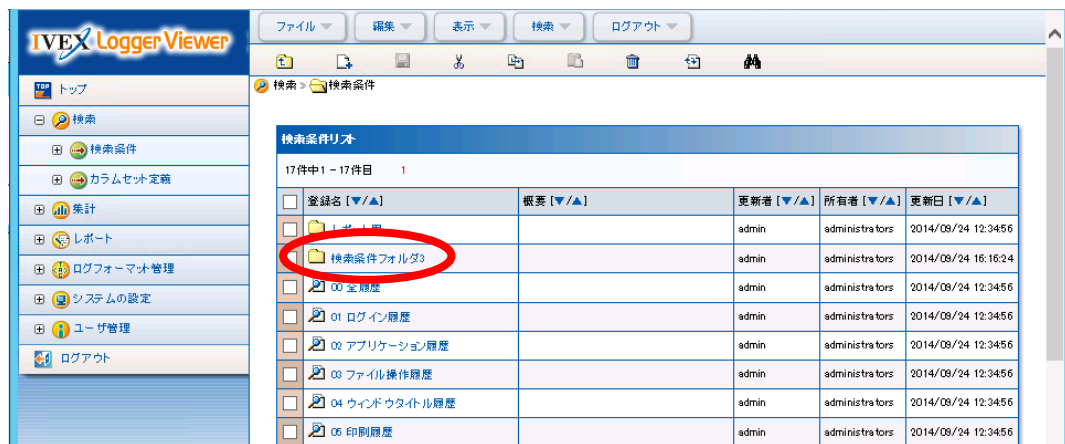 IVEX Logger Viewer
ファイル 編集 表示 検索 ログアウト
検索 » 検索条件
TOP トップ
検索
検索条件
カラムセット定義
集計
レポート
ログフォーマット管理
システムの設定
ユーザ管理
ログアウト
検索条件リスト
17件中1 - 17件目 1
登録名 [▼/▲] 概要 [▼/▲] 更新者 [▼/▲] 所有者 [▼/▲] 更新日 [▼/▲]
レポート用 admin administrators 2014/09/24 12:34:56
検索条件フォルダ3 admin administrators 2014/09/24 16:16:24
00 全履歴 admin administrators 2014/09/24 12:34:56
01 ログイン履歴 admin administrators 2014/09/24 12:34:56
02 アプリケーション履歴 admin administrators 2014/09/24 12:34:56
03 ファイル操作履歴 admin administrators 2014/09/24 12:34:56
04 ウィンドウタイトル履歴 admin administrators 2014/09/24 12:34:56
05 印刷履歴 admin administrators 2014/09/24 12:34:56